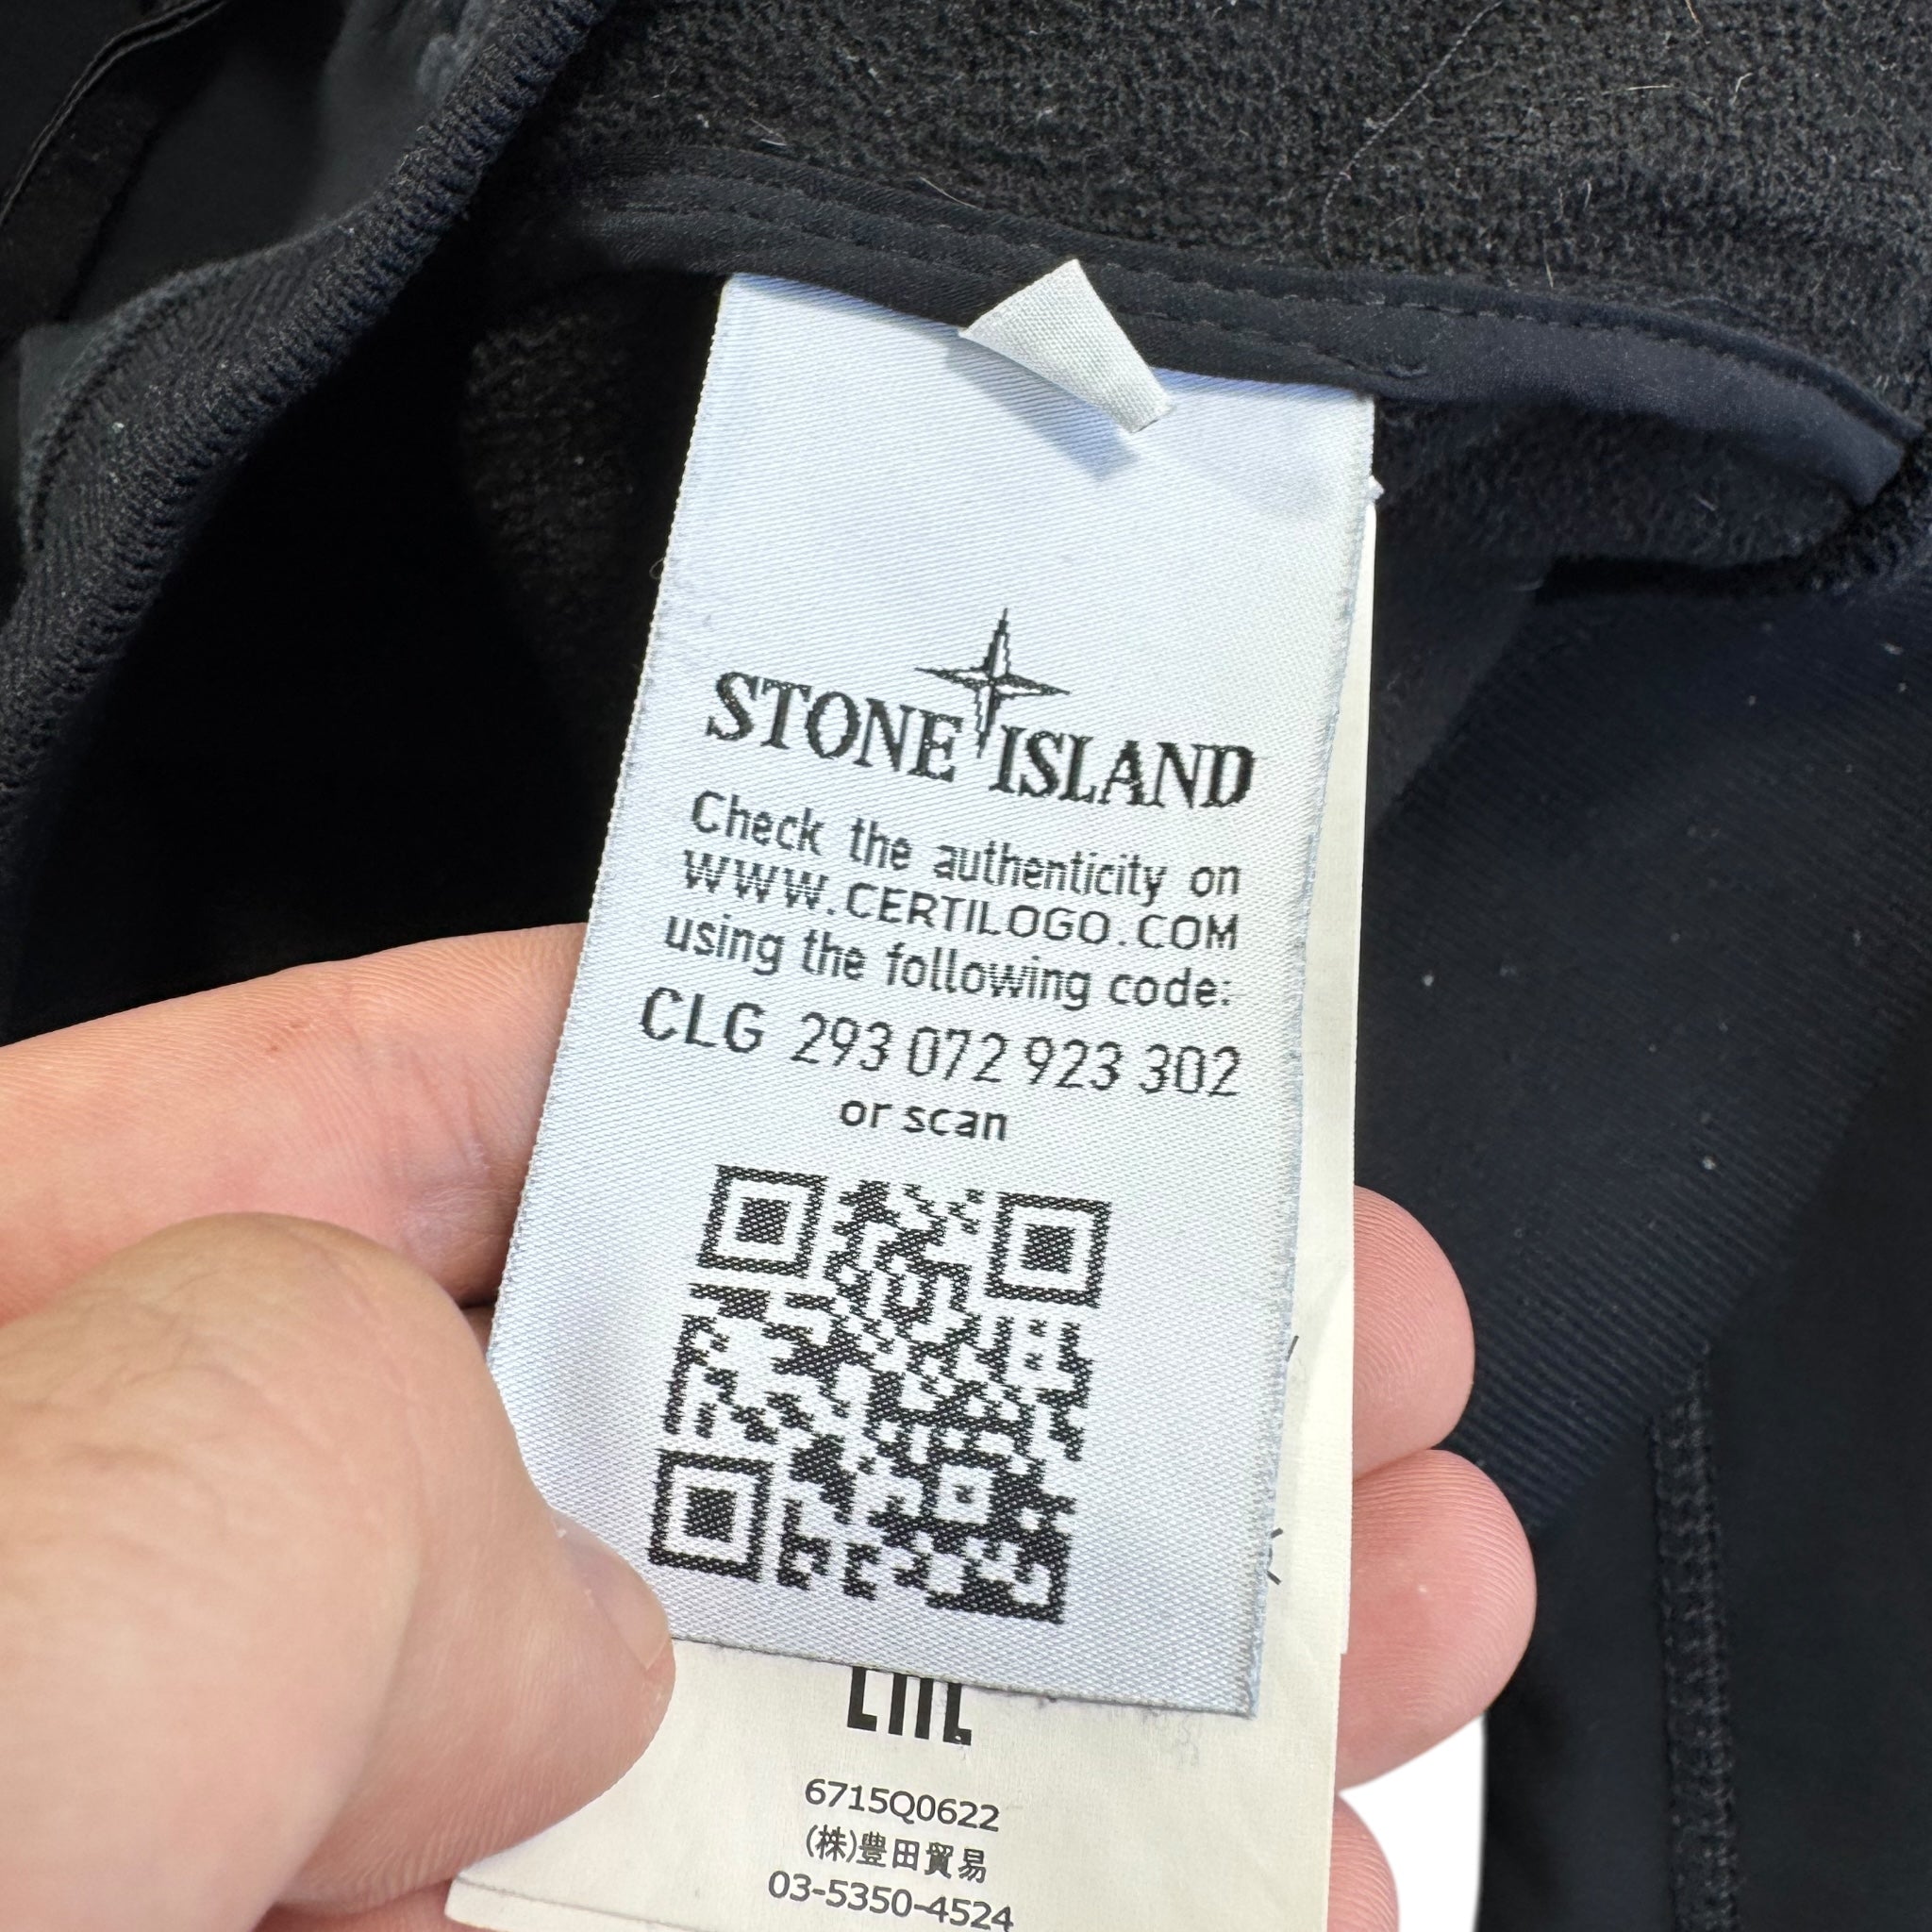 STONE ISLAND
Check the authenticity on
WWW.CERTILOGO.COM
using the following code:
CLG 293 072 923 302
or scan
6715Q0622
(株)豊田貿易
03-5350-4524